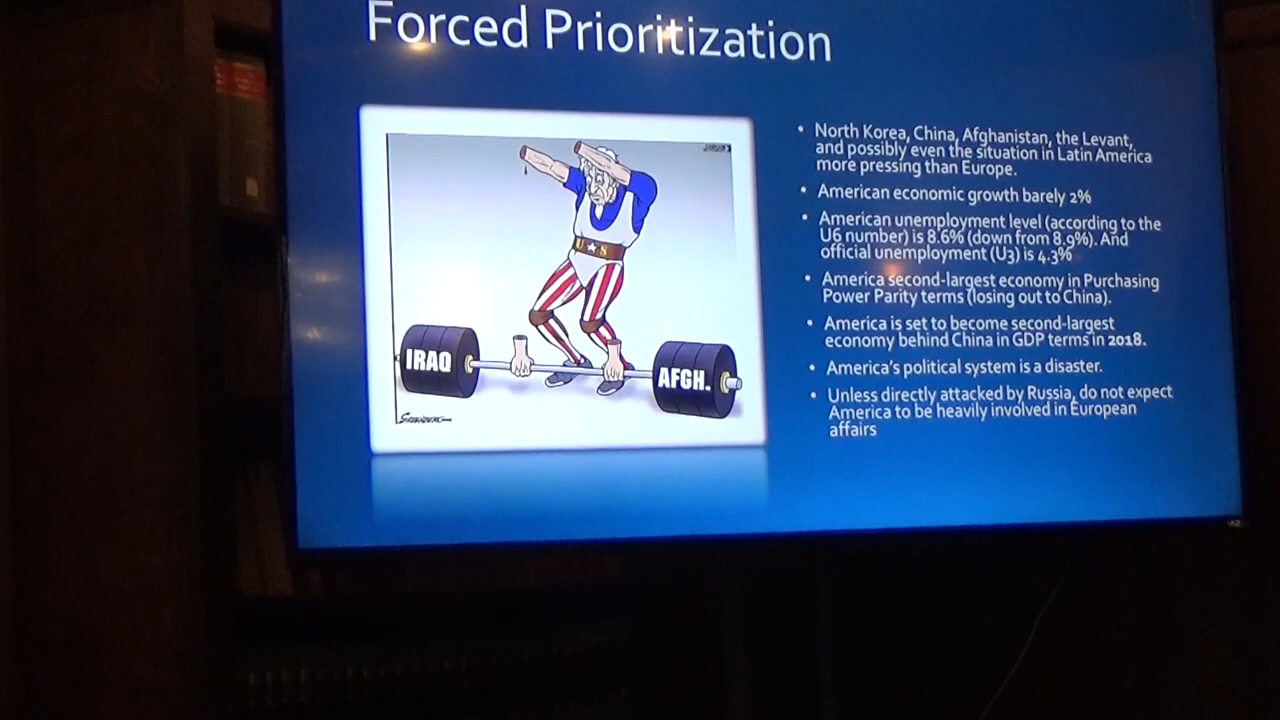 Forced Prioritization
• North Korea, China, Afghanistan, the Levant,
and possibly even the situation in Latin America
more pressing than Europe.
• American economic growth barely 2%
• American unemployment level (according to the
U6 number) is 8.6% (down from 8.9%). And
official unemployment (U3) is 4.3%
• America second-largest economy in Purchasing
Power Parity terms (losing out to China).
• America is set to become second-largest
economy behind China in GDP terms in 2018.
• America's political system is a disaster.
• Unless directly attacked by Russia, do not expect
America to be heavily involved in European
affairs
U ★ S
IRAQ
AFGH.